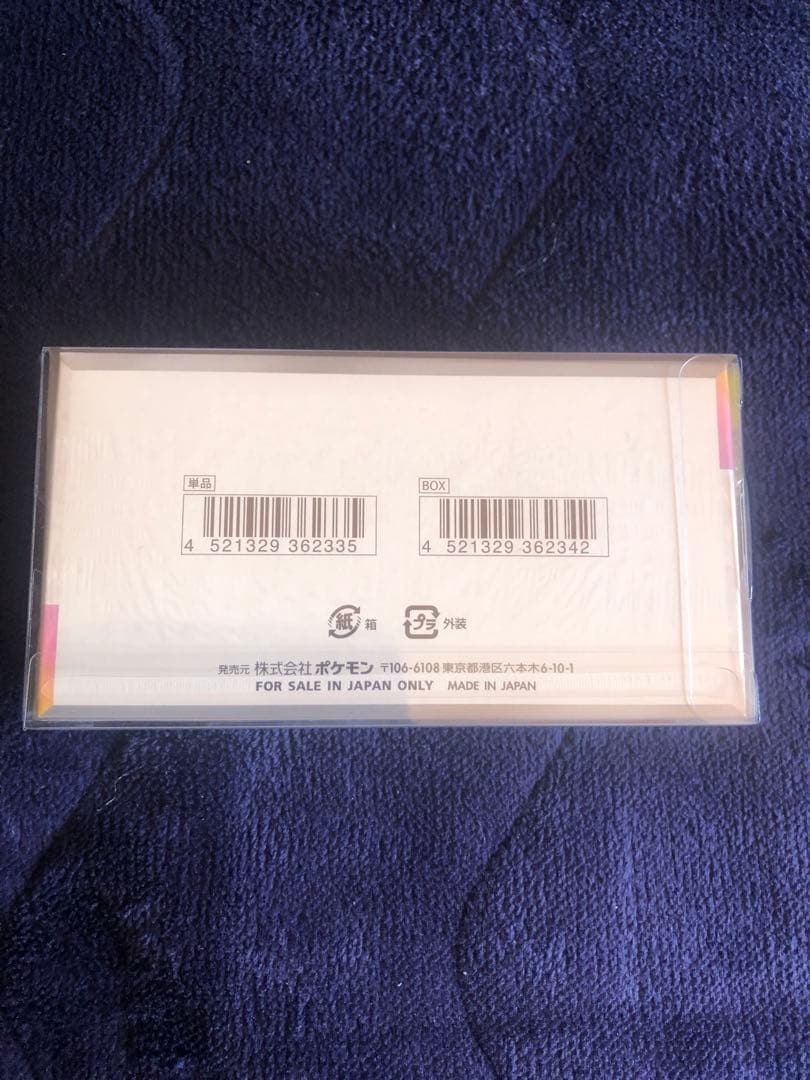 単品
4 521329 362335
BOX
4 521329 362342
紙 箱
プラ 外装
発売元 株式会社 ポケモン 〒106-6108 東京都港区六本木6-10-1
FOR SALE IN JAPAN ONLY MADE IN JAPAN